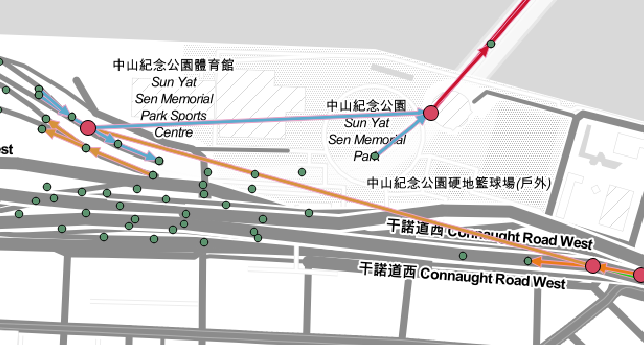 中山紀念公園體育館
Sun Yat
Sen Memorial
Park Sports
Centre
中山紀念公園
Sun Yat
Sen Memorial
Park
中山紀念公園硬地籃球場(戶外)
est
干諾道西 Connaught Road West
干諾道西 Connaught Road West